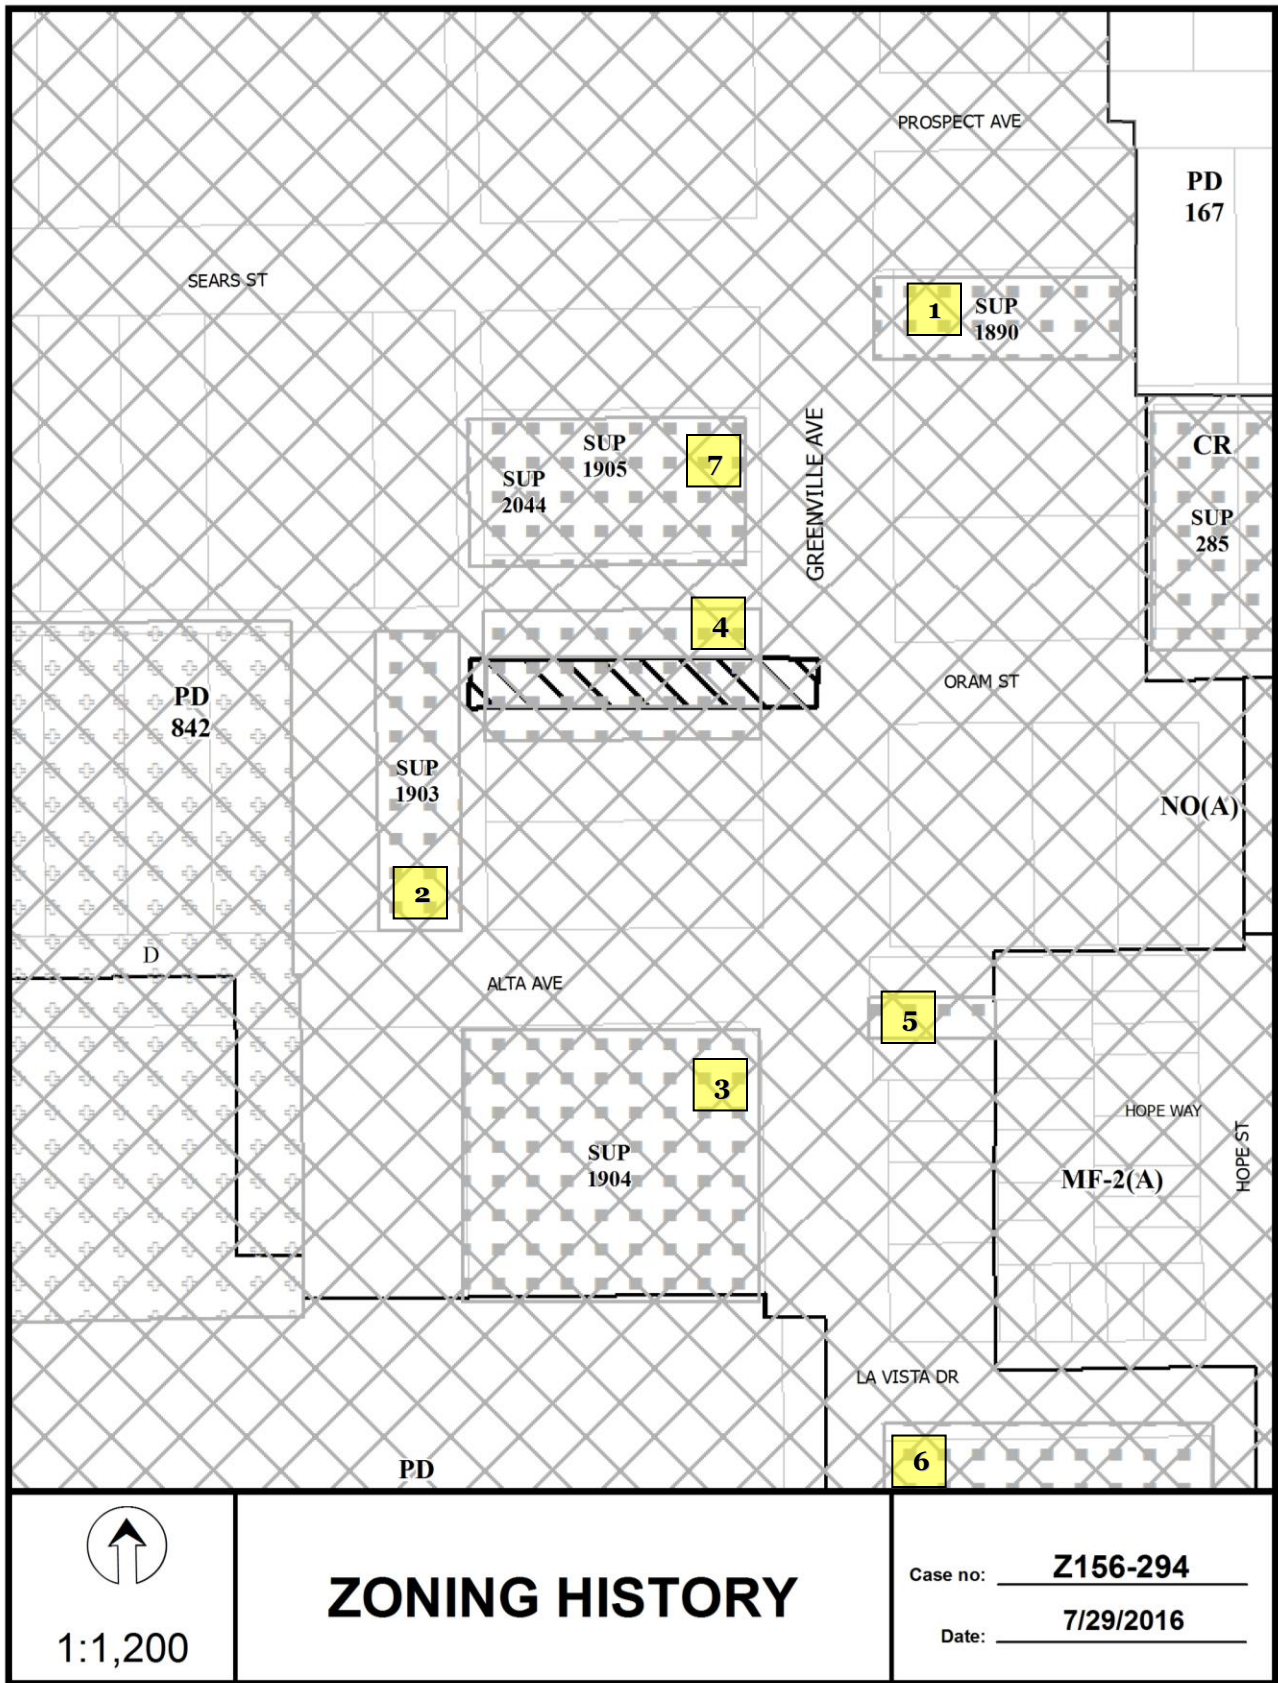 PROSPECT AVE
PD
167
SEARS ST
1
SUP
1890
GREENVILLE AVE
SUP
1905
7
SUP
2044
CR
SUP
285
4
PD
842
ORAM ST
SUP
1903
NO(A)
2
D
ALTA AVE
5
3
HOPE WAY
HOPE ST
SUP
1904
MF-2(A)
LA VISTA DR
PD
6
1:1,200
ZONING HISTORY
Case no: Z156-294
Date: 7/29/2016